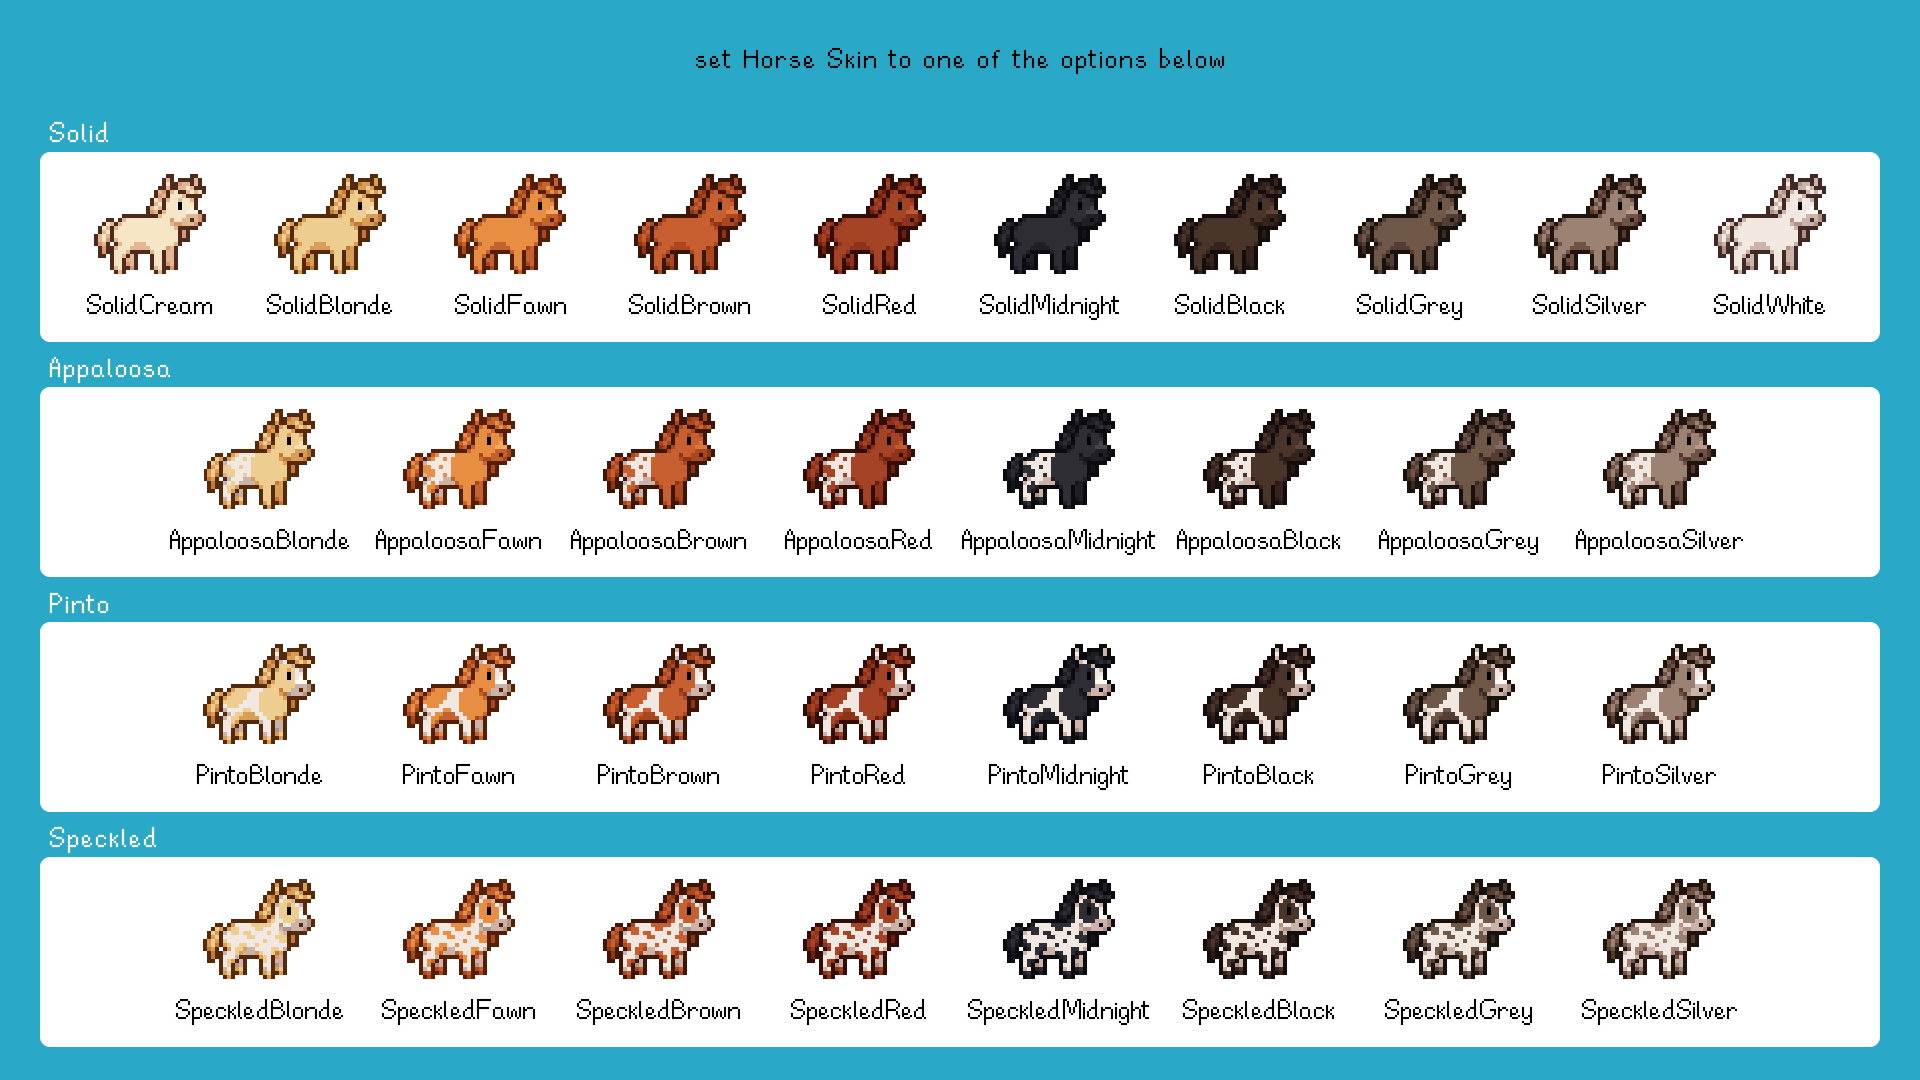 set Horse Skin to one of the options below
Solid
SolidCream SolidBlonde SolidFawn SolidBrown SolidRed SolidMidnight SolidBlack SolidGrey SolidSilver SolidWhite
Appaloosa
AppaloosaBlonde AppaloosaFawn AppaloosaBrown AppaloosaRed AppaloosaMidnight AppaloosaBlack AppaloosaGrey AppaloosaSilver
Pinto
PintoBlonde PintoFawn PintoBrown PintoRed PintoMidnight PintoBlack PintoGrey PintoSilver
Speckled
SpeckledBlonde SpeckledFawn SpeckledBrown SpeckledRed SpeckledMidnight SpeckledBlack SpeckledGrey SpeckledSilver